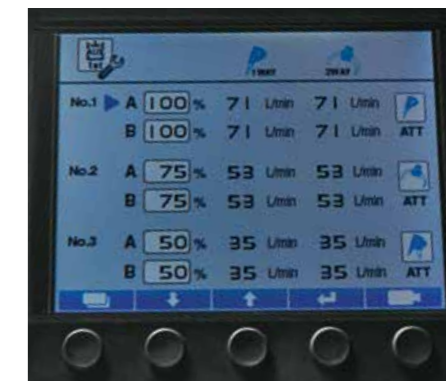 1WAY 2WAY
No.1 A 100 % 71 L/min 71 L/min
B 100 % 71 L/min 71 L/min ATT
No.2 A 75 % 53 L/min 53 L/min
B 75 % 53 L/min 53 L/min ATT
No.3 A 50 % 35 L/min 35 L/min
B 50 % 35 L/min 35 L/min ATT